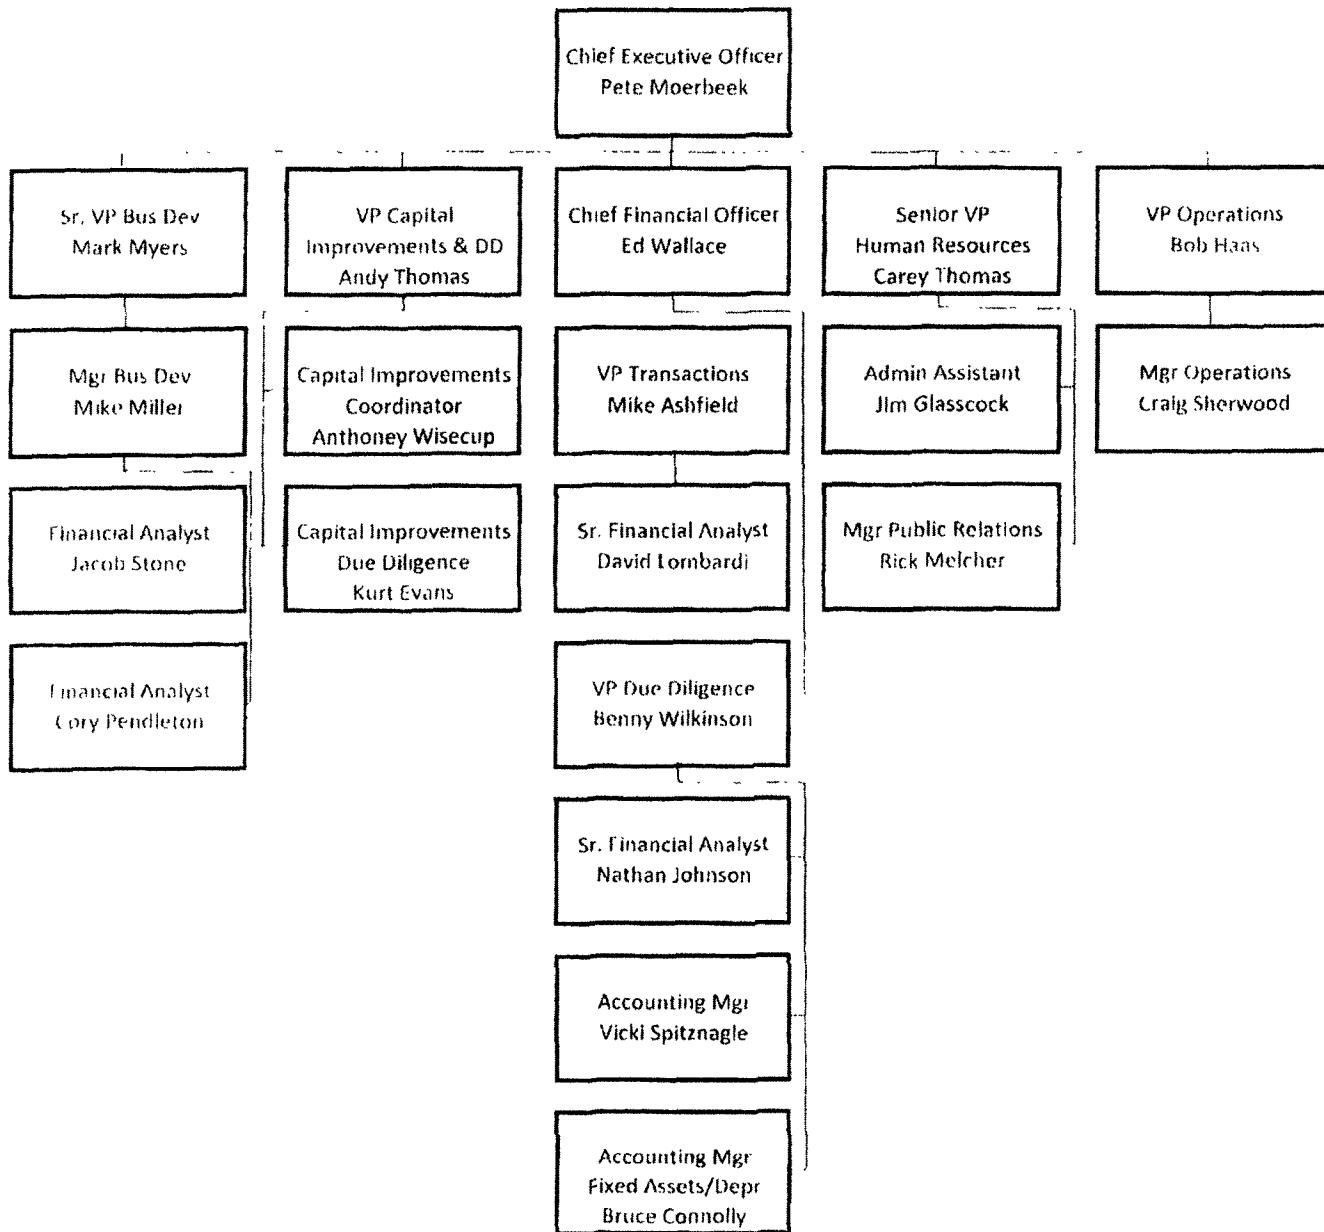 Chief Executive Officer
Pete Moerbeek
Sr. VP Bus Dev
Mark Myers
VP Capital
Improvements & DD
Andy Thomas
Chief Financial Officer
Ed Wallace
Senior VP
Human Resources
Carey Thomas
VP Operations
Bob Haas
Mgr Bus Dev
Mike Miller
Capital Improvements
Coordinator
Anthoney Wisecup
VP Transactions
Mike Ashfield
Admin Assistant
Jim Glasscock
Mgr Operations
Craig Sherwood
Financial Analyst
Jacob Stone
Capital Improvements
Due Diligence
Kurt Evans
Sr. Financial Analyst
David Lombardi
Mgr Public Relations
Rick Melcher
Financial Analyst
Cory Pendleton
VP Due Diligence
Benny Wilkinson
Sr. Financial Analyst
Nathan Johnson
Accounting Mgr
Vicki Spitznagle
Accounting Mgr
Fixed Assets/Depr
Bruce Connolly